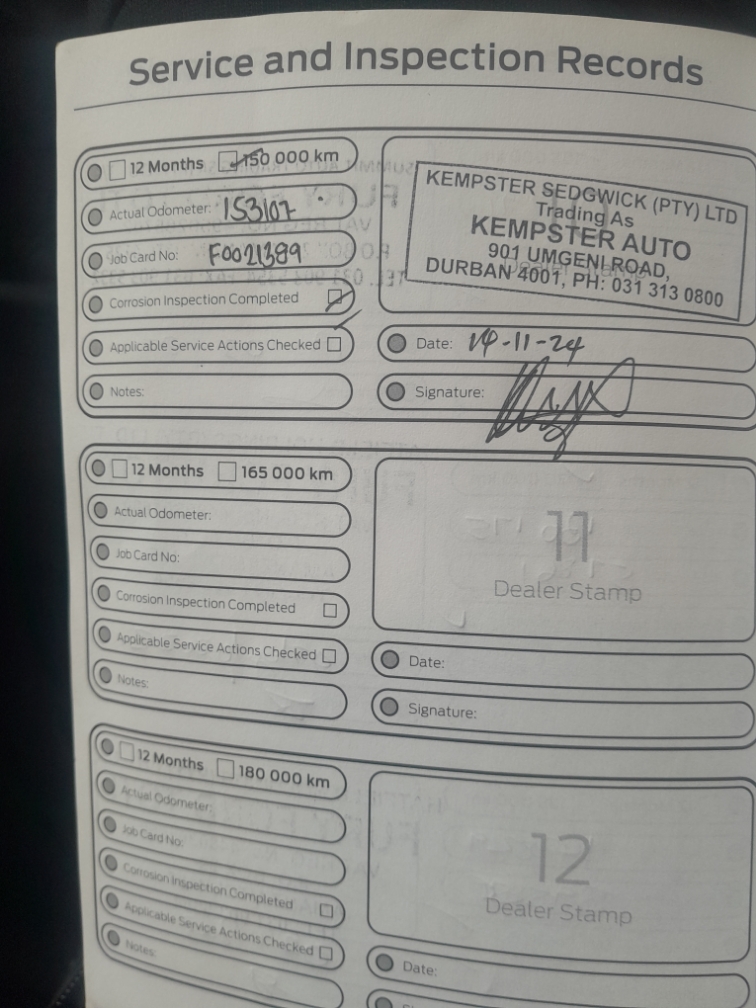 Service and Inspection Records
12 Months 150 000 km
Actual Odometer: 153107
Job Card No: F0021389
Corrosion Inspection Completed
Applicable Service Actions Checked
Notes:
KEMPSTER SEDGWICK (PTY) LTD
Trading As
KEMPSTER AUTO
901 UMGENI ROAD,
DURBAN 4001, PH: 031 313 0800
Date: -11-24
Signature:
12 Months 165 000 km
Actual Odometer:
Job Card No:
Corrosion Inspection Completed
Applicable Service Actions Checked
Notes:
11
Dealer Stamp
Date:
Signature:
12 Months 180 000 km
Actual Odometer:
Job Card No:
Corrosion Inspection Completed
Applicable Service Actions Checked
Notes:
12
Dealer Stamp
Date: